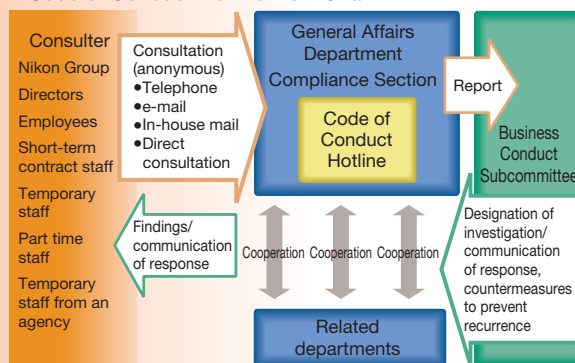 Consulter
Nikon Group
Directors
Employees
Short-term
contract staff
Temporary
staff
Part time
staff
Temporary
staff from an
agency
Consultation
(anonymous)
●Telephone
●e-mail
●In-house mail
●Direct
consultation
General Affairs
Department
Compliance Section
Code of
Conduct
Hotline
Report
Business
Conduct
Subcommittee
Findings/
communication
of response
Cooperation Cooperation Cooperation
Designation of
investigation/
communication
of response,
countermeasures
to prevent
recurrence
Related
departments